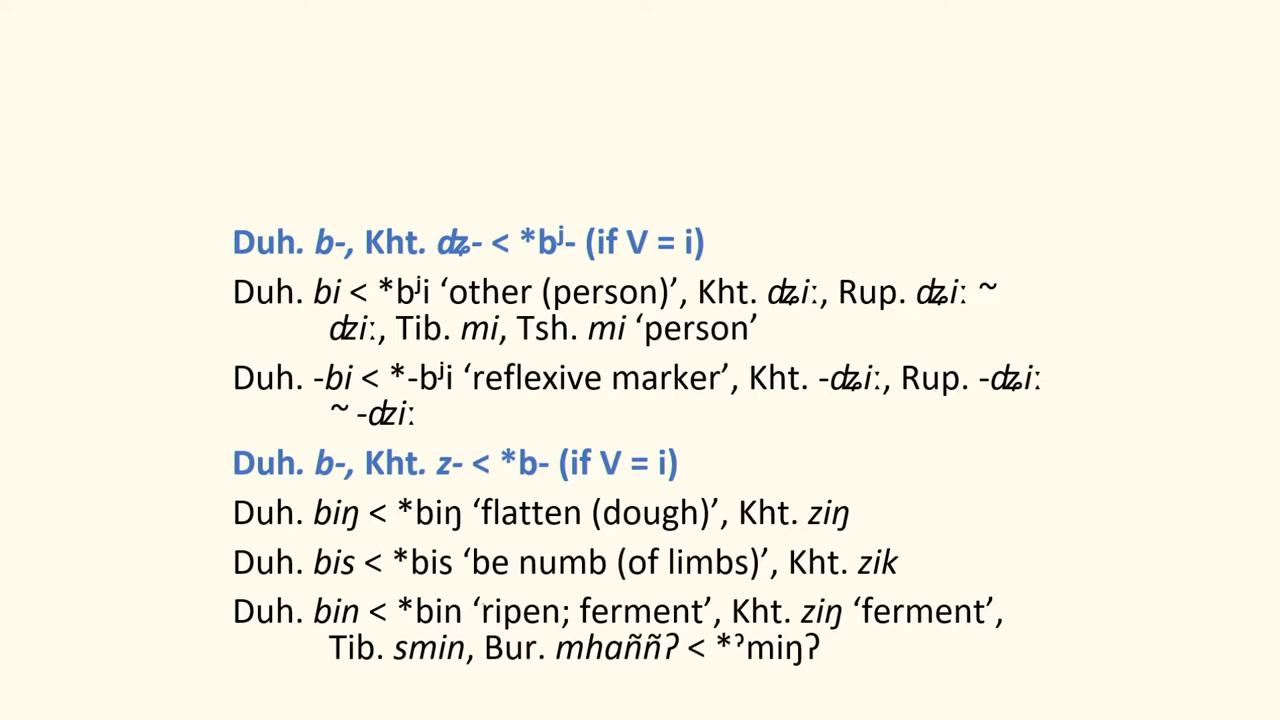 Duh. b-, Kht. ʥ- < *bʲ- (if V = i)
Duh. bi < *bʲi ‘other (person)’, Kht. ʥiː, Rup. ʥiː ~
ʣiː, Tib. mi, Tsh. mi ‘person’
Duh. -bi < *-bʲi ‘reflexive marker’, Kht. -ʥiː, Rup. -ʥiː
~ -ʣiː
Duh. b-, Kht. z- < *b- (if V = i)
Duh. biŋ < *biŋ ‘flatten (dough)’, Kht. ziŋ
Duh. bis < *bis ‘be numb (of limbs)’, Kht. zik
Duh. bin < *bin ‘ripen; ferment’, Kht. ziŋ ‘ferment’,
Tib. smin, Bur. mhaññʔ < *ˀmiŋʔ